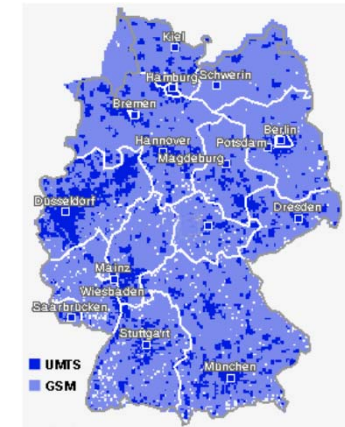 Kiel
Hamburg Schwerin
Bremen
Berlin
Hannover
Potsdam
Magdeburg
Düsseldorf
Dresden
Mainz
Wiesbaden
Saarbrücken
Stuttgart
UMTS
München
GSM